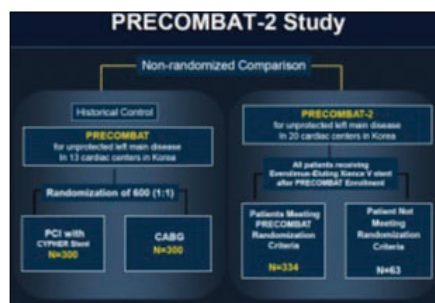 PRECOMBAT-2 Study
Non-randomized Comparison
Historical Control
PRECOMBAT
for unprotected left main disease
In 13 cardiac centers in Korea
Randomization of 600 (1:1)
PCI with
CYPHER Stent
N=300
CABG
N=300
PRECOMBAT-2
for unprotected left main disease
In 20 cardiac centers in Korea
All patients receiving
Everolimus-Eluting Xience V stent
after PRECOMBAT Enrollment
Patients Meeting
PRECOMBAT
Randomization
Criteria
N=334
Patient Not
Meeting
Randomization
Criteria
N=63